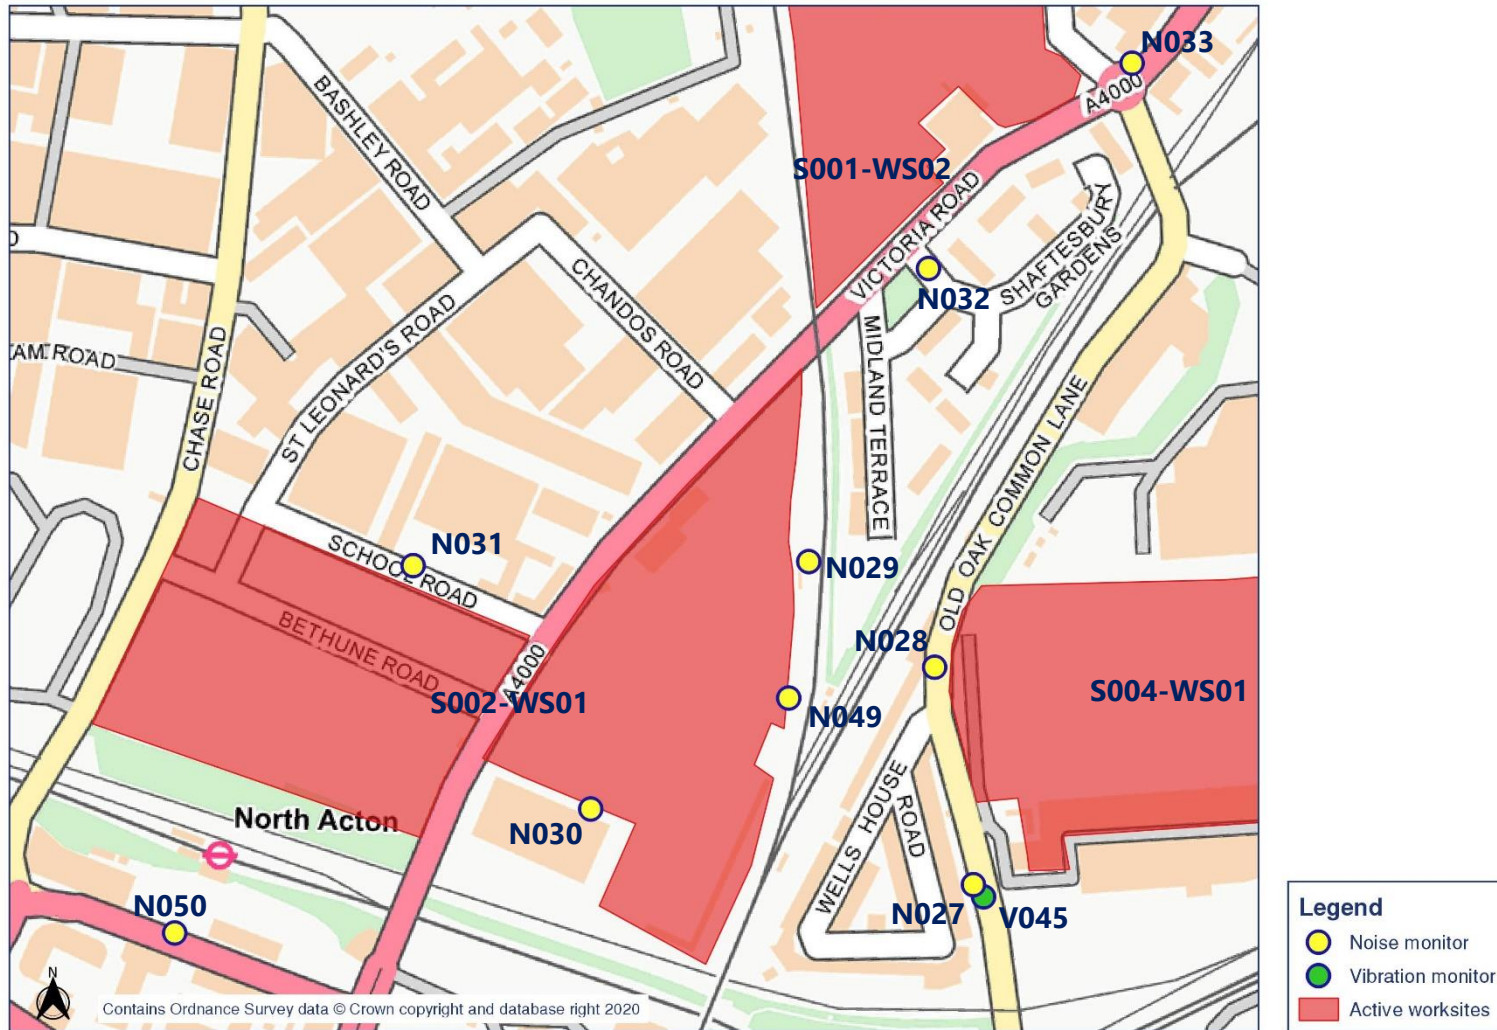 N033
A4000
BASHLEY ROAD
S001-WS02
VICTORIA ROAD
SHAFTESBURY
GARDENS
N032
CHANDOS ROAD
ST LEONARD'S ROAD
MIDLAND TERRACE
AM ROAD
CHASE ROAD
OLD OAK COMMON LANE
N031
SCHOOL ROAD
N029
BETHUNE ROAD
N028
A4000
S002-WS01
S004-WS01
N049
WELLS HOUSE
ROAD
North Acton
N030
N050
N027
V045
N
Contains Ordnance Survey data © Crown copyright and database right 2020
Legend
Noise monitor
Vibration monitor
Active worksites